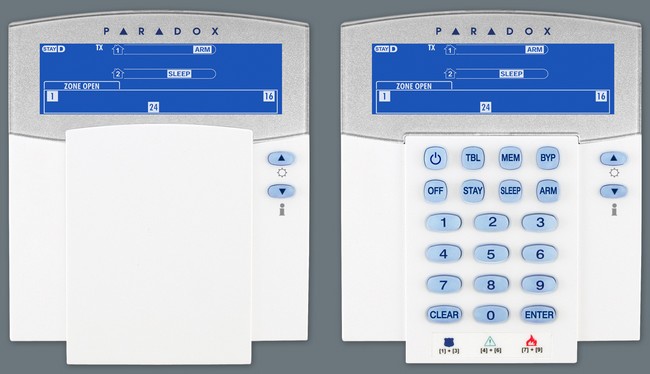 PARADOX
STAY D TX 1 ARM
2 SLEEP
ZONE OPEN
1 16
24
i
PARADOX
STAY D TX 1 ARM
2 SLEEP
ZONE OPEN
1 16
24
TBL MEM BYP
OFF STAY SLEEP ARM
1 2 3
4 5 6
7 8 9
CLEAR 0 ENTER
[1] + [3] [4] + [6] [7] + [9]
i